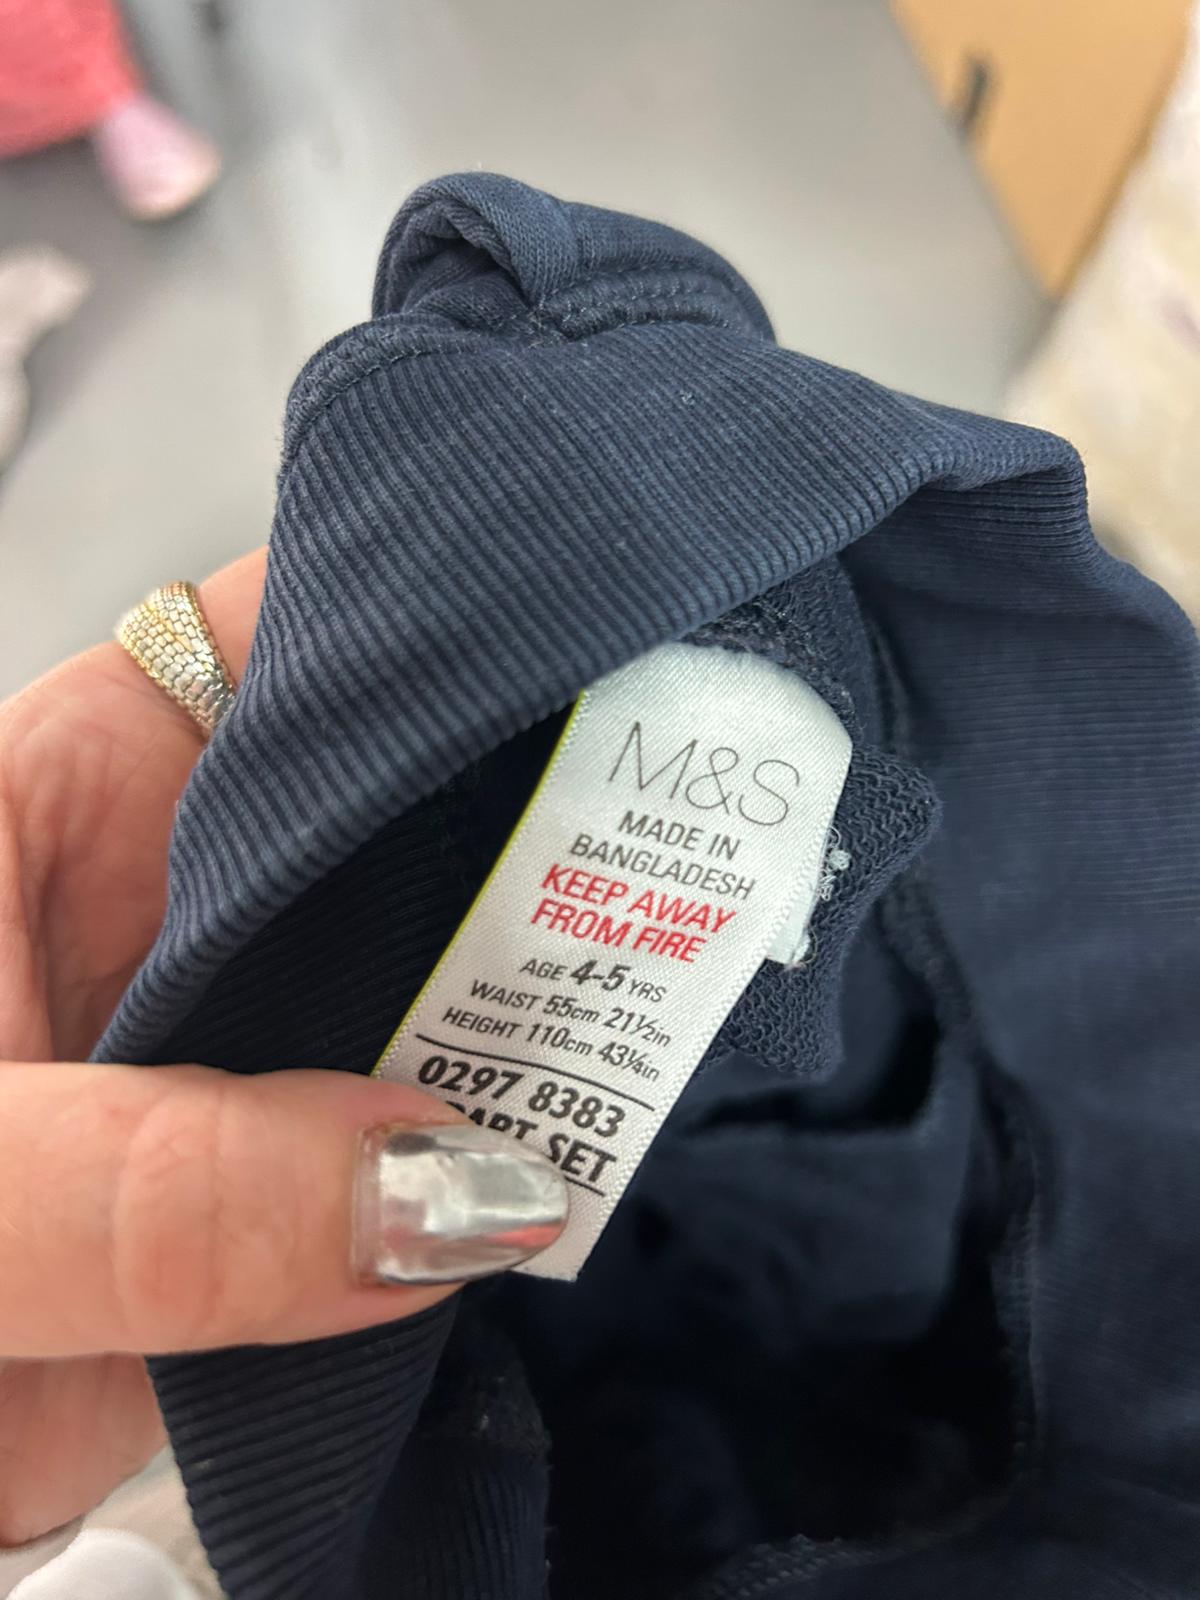 M&S
MADE IN
BANGLADESH
KEEP AWAY
FROM FIRE
AGE 4-5 YRS
WAIST 55cm 21½in
HEIGHT 110cm 43¼in
0297 8383
SET